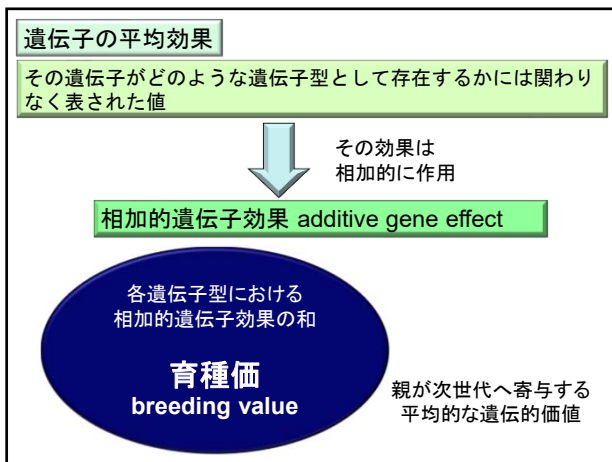 遺伝子の平均効果
その遺伝子がどのような遺伝子型として存在するかには関わり
なく表された値
その効果は
相加的に作用
相加的遺伝子効果 additive gene effect
各遺伝子型における
相加的遺伝子効果の和
育種価
breeding value
親が次世代へ寄与する
平均的な遺伝的価値